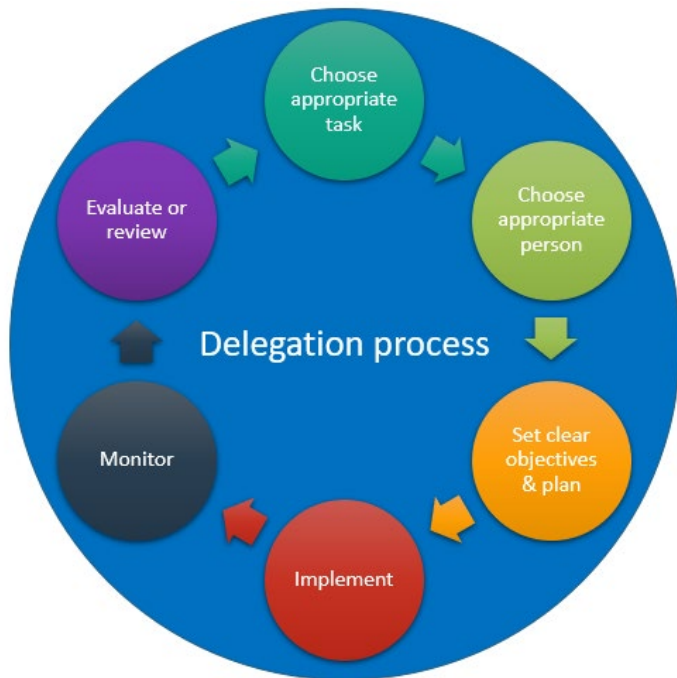 Choose
appropriate
task
Choose
appropriate
person
Set clear
objectives
& plan
Implement
Monitor
Evaluate or
review
Delegation process